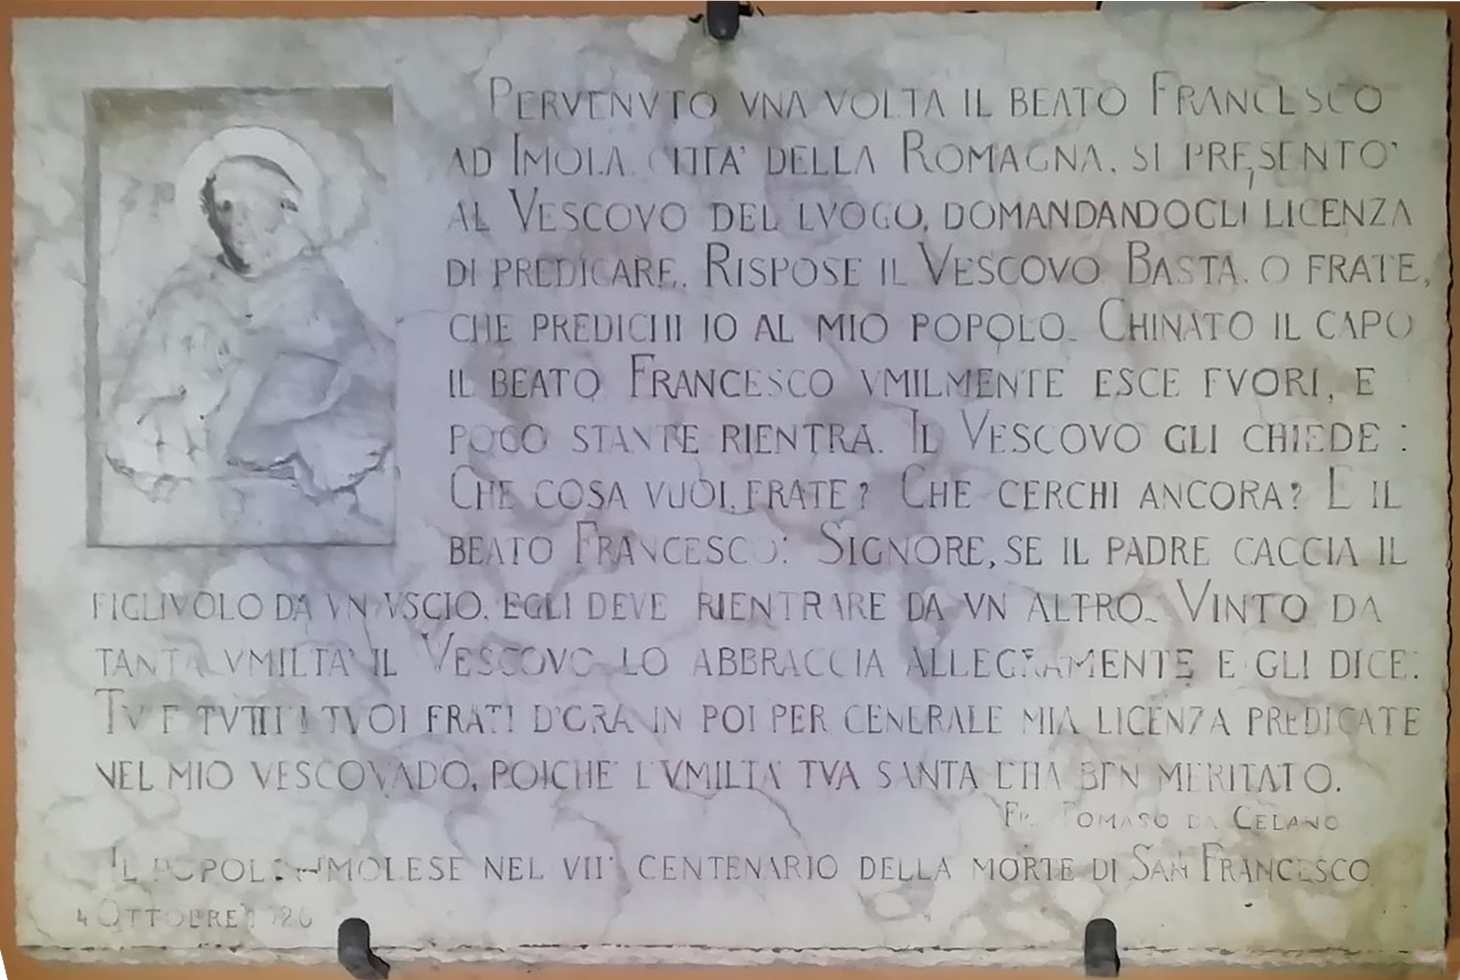 PERVENVTO VNA VOLTA IL BEATO FRANCESCO
AD IMOLA, CITTA' DELLA ROMAGNA, SI PRESENTO'
AL VESCOVO DEL LVOGO, DOMANDANDOGLI LICENZA
DI PREDICARE. RISPOSE IL VESCOVO: BASTA, O FRATE,
CHE PREDICHI IO AL MIO POPOLO. CHINATO IL CAPO
IL BEATO FRANCESCO VMILMENTE ESCE FVORI, E
POCO STANTE RIENTRA. IL VESCOVO GLI CHIEDE:
CHE COSA VUOI, FRATE? CHE CERCHI ANCORA? E IL
BEATO FRANCESCO: SIGNORE, SE IL PADRE CACCIA IL
FIGLIVOLO DA VN VSCIO, EGLI DEVE RIENTRARE DA VN ALTRO. VINTO DA
TANTA VMILTA' IL VESCOVO LO ABBRACCIA ALLEGRAMENTE E GLI DICE:
TV E TVTTI I TVOI FRATI D'ORA IN POI PER GENERALE MIA LICENZA PREDICATE
NEL MIO VESCOVADO, POICHE' L'VMILTA' TVA SANTA L'HA BEN MERITATO.
FR. TOMASO DA CELANO
IL POPOLO IMOLESE NEL VII° CENTENARIO DELLA MORTE DI SAN FRANCESCO
4 OTTOBRE 1926